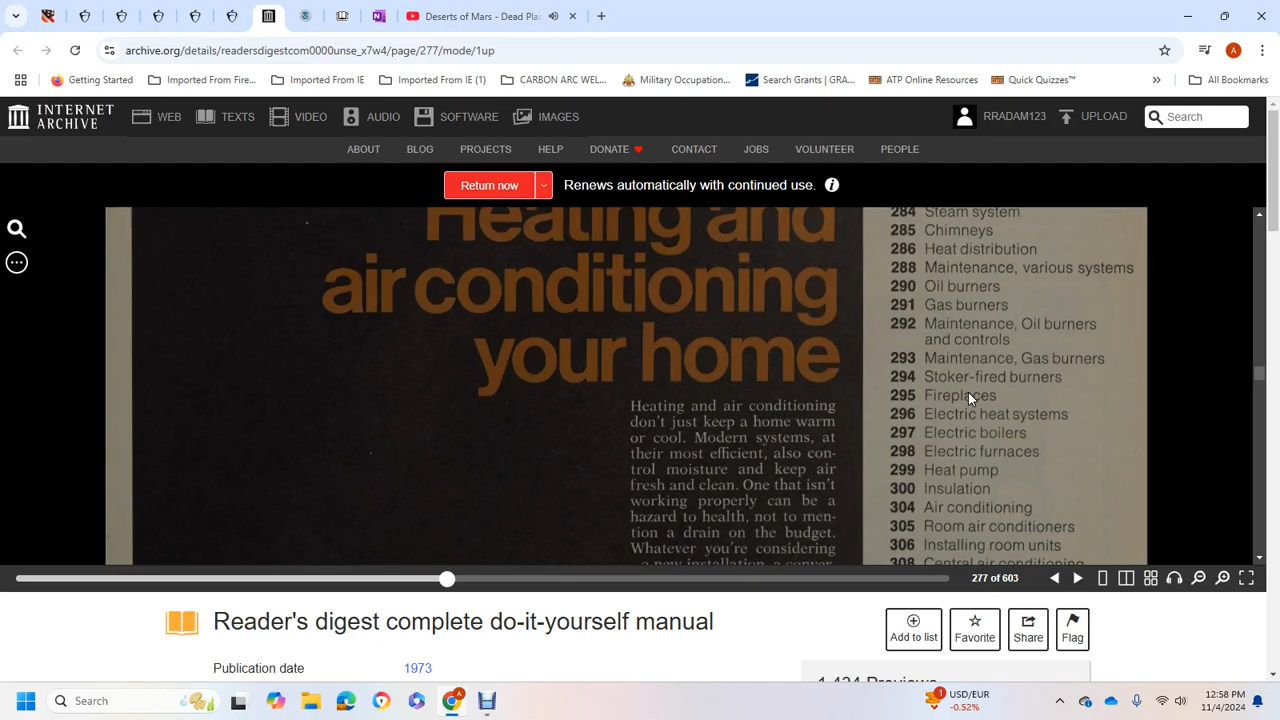 Deserts of Mars - Dead Pla
archive.org/details/readersdigestcom0000unse_x7w4/page/277/mode/1up
Getting Started
Imported From Fire...
Imported From IE
Imported From IE (1)
CARBON ARC WEL...
Military Occupation...
Search Grants | GRA...
ATP Online Resources
Quick Quizzes™
»
All Bookmarks
INTERNET
ARCHIVE
WEB
TEXTS
VIDEO
AUDIO
SOFTWARE
IMAGES
RRADAM123
UPLOAD
Search
ABOUT
BLOG
PROJECTS
HELP
DONATE
CONTACT
JOBS
VOLUNTEER
PEOPLE
Return now
Renews automatically with continued use.
Heating and
air conditioning
your home
Heating and air conditioning
don't just keep a home warm
or cool. Modern systems, at
their most efficient, also con-
trol moisture and keep air
fresh and clean. One that isn't
working properly can be a
hazard to health, not to men-
tion a drain on the budget.
Whatever you're considering
—a new installation, a conver-
284 Steam system
285 Chimneys
286 Heat distribution
288 Maintenance, various systems
290 Oil burners
291 Gas burners
292 Maintenance, Oil burners
and controls
293 Maintenance, Gas burners
294 Stoker-fired burners
295 Fireplaces
296 Electric heat systems
297 Electric boilers
298 Electric furnaces
299 Heat pump
300 Insulation
304 Air conditioning
305 Room air conditioners
306 Installing room units
308 Central air conditioning
277 of 603
Reader's digest complete do-it-yourself manual
Add to list
Favorite
Share
Flag
Publication date
1973
1,434 Previews
Search
1
USD/EUR
-0.52%
12:58 PM
11/4/2024